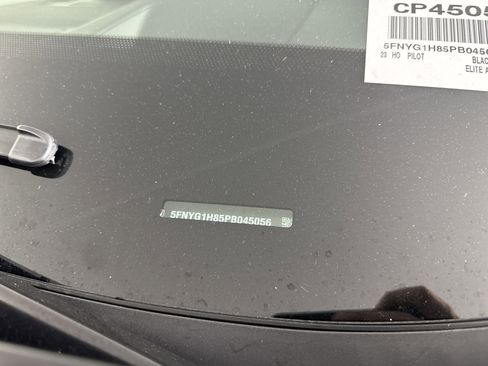 CP4505
5FNYG1H85PB0450
23 HO PILOT BLAC
ELITE A
5FNYG1H85PB045056